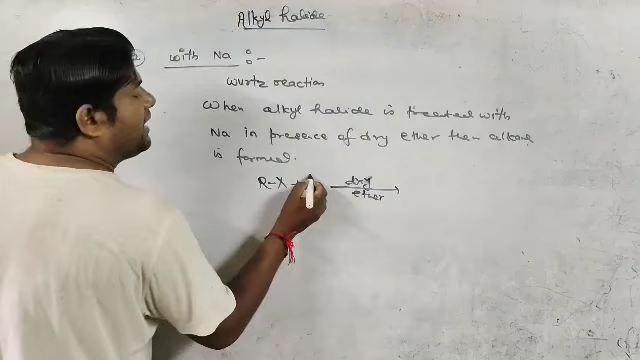 Alkyl halide
with Na :-
Wurtz reaction
When alkyl halide is treated with
Na in presence of dry ether then alkane
is formed.
R-X + dry
ether